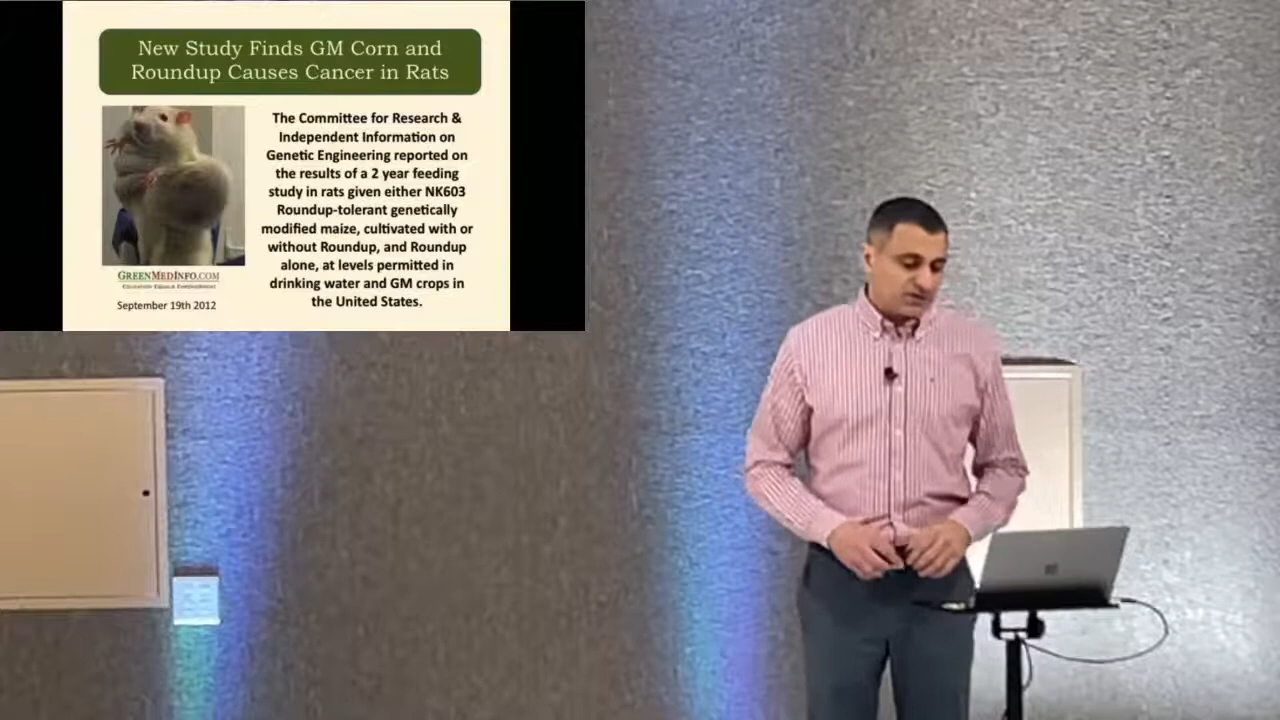 New Study Finds GM Corn and
Roundup Causes Cancer in Rats
The Committee for Research &
Independent Information on
Genetic Engineering reported on
the results of a 2 year feeding
study in rats given either NK603
Roundup-tolerant genetically
modified maize, cultivated with or
without Roundup, and Roundup
alone, at levels permitted in
drinking water and GM crops in
the United States.
GREENMEDINFO.COM
EDUCATION EQUALS EMPOWERMENT
September 19th 2012